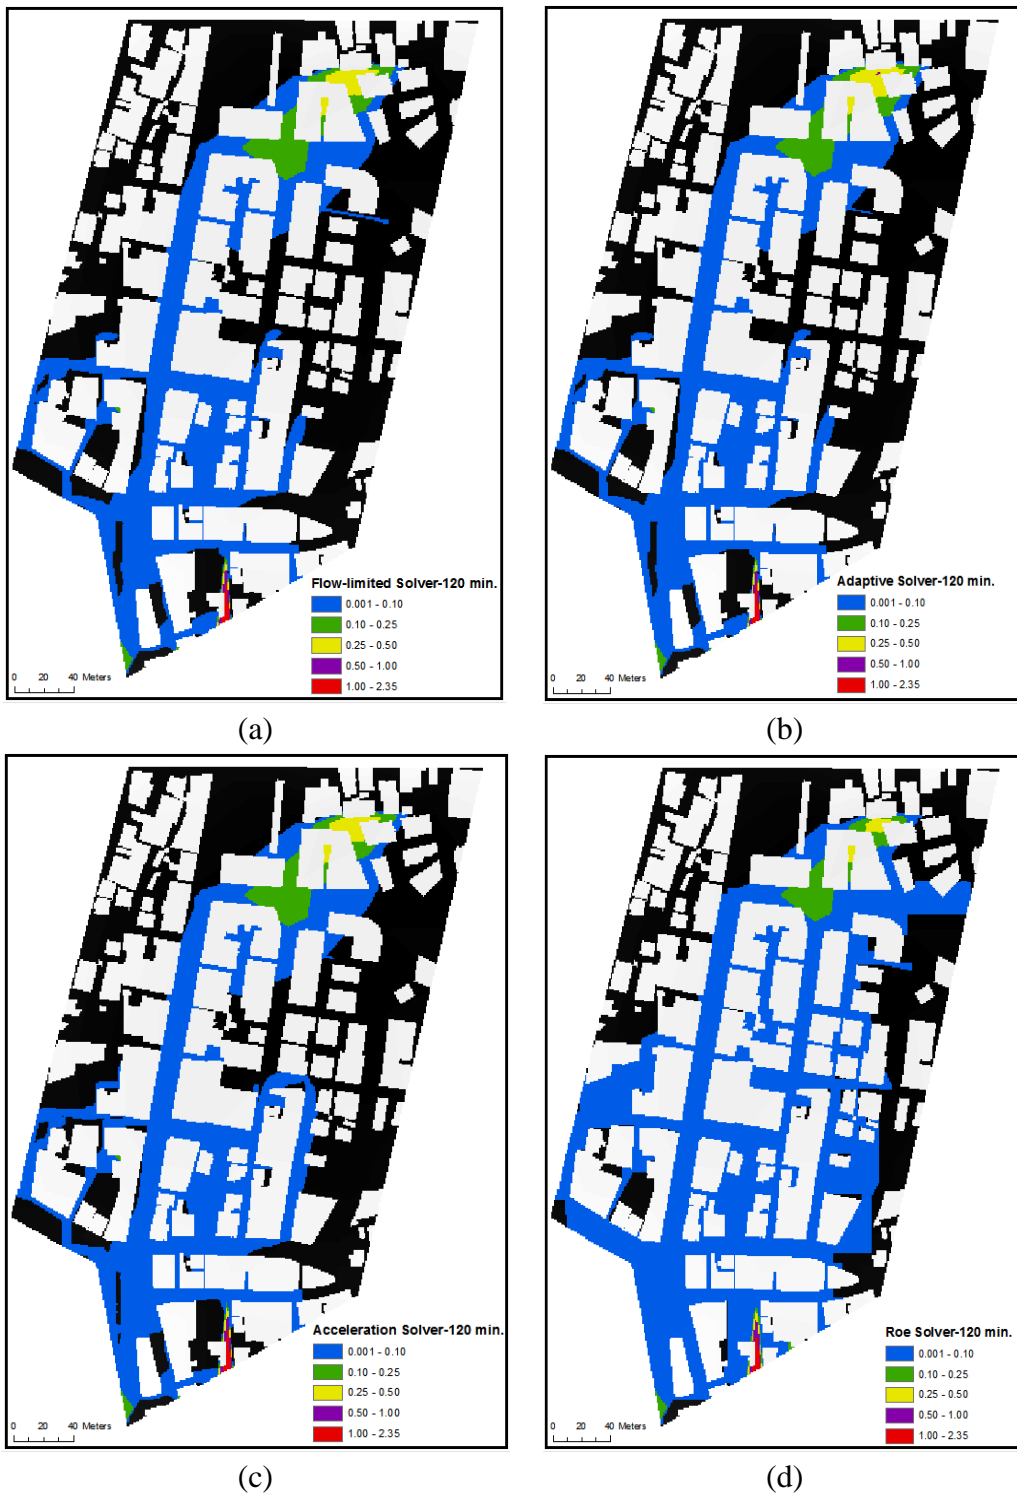 Flow-limited Solver-120 min.
0.001 - 0.10
0.10 - 0.25
0.25 - 0.50
0.50 - 1.00
1.00 - 2.35
0 20 40 Meters
(a)
Adaptive Solver-120 min.
0.001 - 0.10
0.10 - 0.25
0.25 - 0.50
0.50 - 1.00
1.00 - 2.35
0 20 40 Meters
(b)
Acceleration Solver-120 min.
0.001 - 0.10
0.10 - 0.25
0.25 - 0.50
0.50 - 1.00
1.00 - 2.35
0 20 40 Meters
(c)
Roe Solver-120 min.
0.001 - 0.10
0.10 - 0.25
0.25 - 0.50
0.50 - 1.00
1.00 - 2.35
0 20 40 Meters
(d)